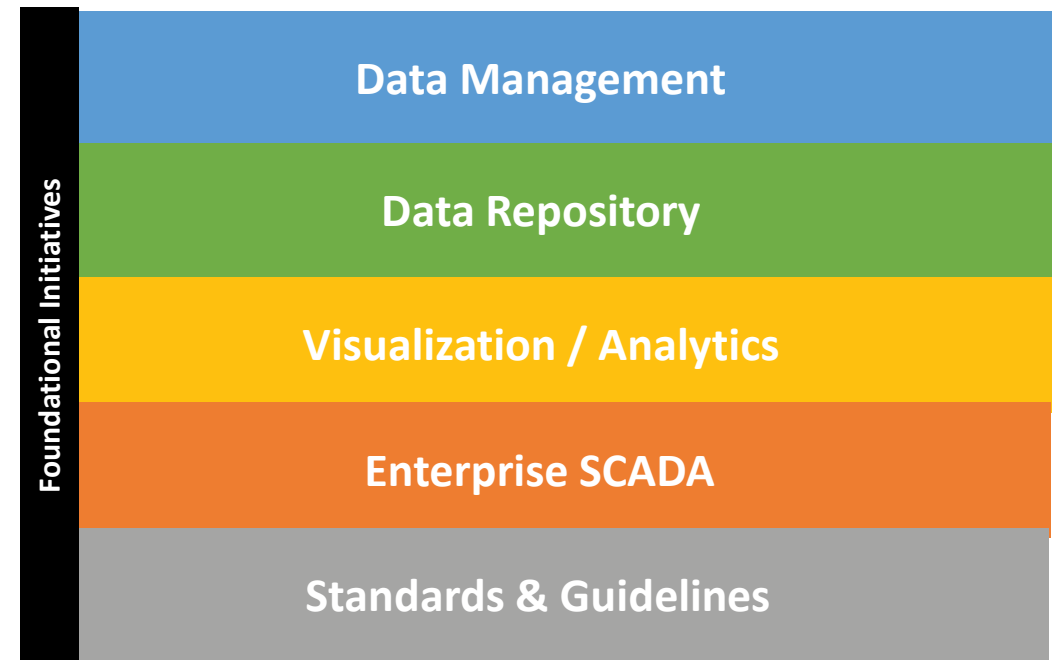 Foundational Initiatives
Data Management
Data Repository
Visualization / Analytics
Enterprise SCADA
Standards & Guidelines